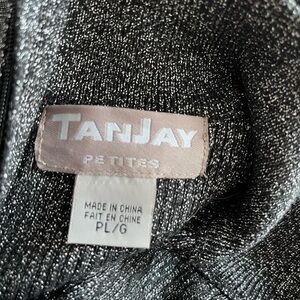 TANJAY
PETITES
MADE IN CHINA
FAIT EN CHINE
PL/G